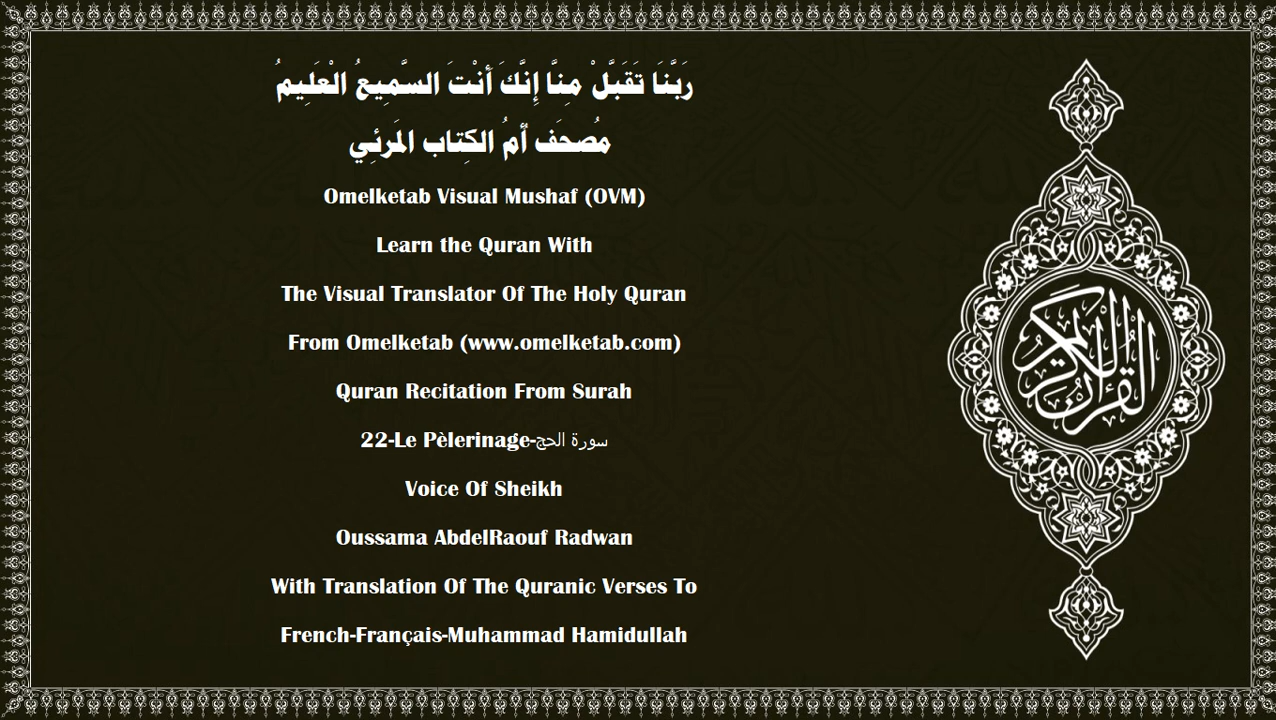 رَبَّنَا تَقَبَّلْ مِنَّا إِنَّكَ أَنْتَ السَّمِيعُ الْعَلِيمُ
مُصحَف أمُ الكِتاب المَرئِي
Omelketab Visual Mushaf (OVM)
Learn the Quran With
The Visual Translator Of The Holy Quran
From Omelketab (www.omelketab.com)
Quran Recitation From Surah
22-Le Pèlerinage-سورة الحج
Voice Of Sheikh
Oussama AbdelRaouf Radwan
With Translation Of The Quranic Verses To
French-Français-Muhammad Hamidullah
القرآن الكريم